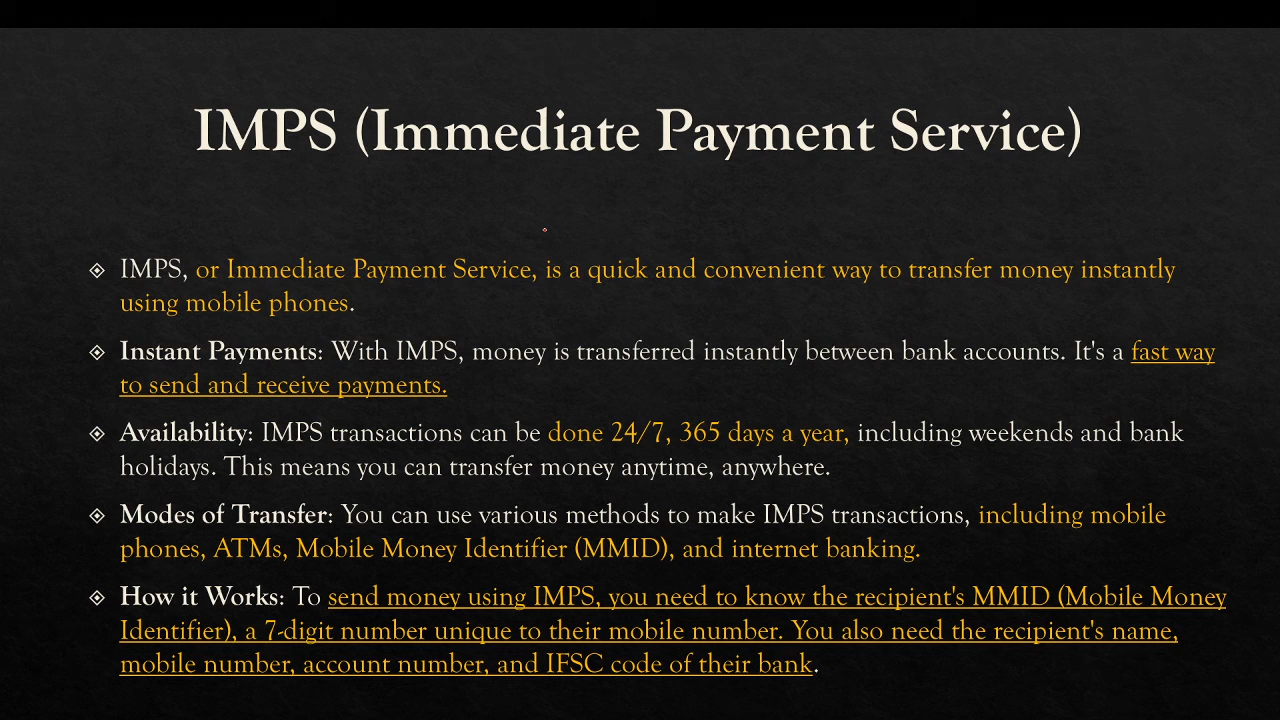 IMPS (Immediate Payment Service)
IMPS, or Immediate Payment Service, is a quick and convenient way to transfer money instantly
using mobile phones.
Instant Payments: With IMPS, money is transferred instantly between bank accounts. It's a fast way
to send and receive payments.
Availability: IMPS transactions can be done 24/7, 365 days a year, including weekends and bank
holidays. This means you can transfer money anytime, anywhere.
Modes of Transfer: You can use various methods to make IMPS transactions, including mobile
phones, ATMs, Mobile Money Identifier (MMID), and internet banking.
How it Works: To send money using IMPS, you need to know the recipient's MMID (Mobile Money
Identifier), a 7-digit number unique to their mobile number. You also need the recipient's name,
mobile number, account number, and IFSC code of their bank.